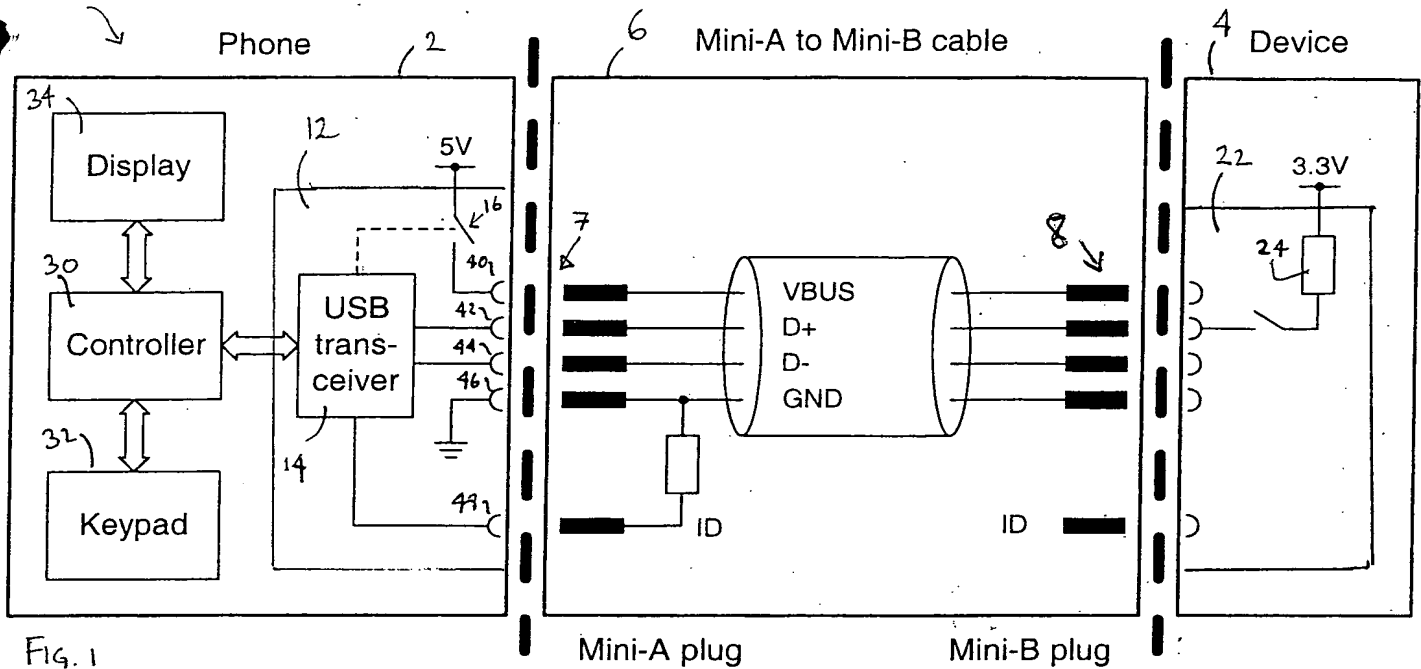 Phone
2
6
Mini-A to Mini-B cable
4
Device
34
Display
12
5V
16
7
8
22
3.3V
24
30
Controller
40
42
44
46
USB
trans-
ceiver
14
VBUS
D+
D-
GND
32
Keypad
48
ID
ID
FIG. 1
Mini-A plug
Mini-B plug